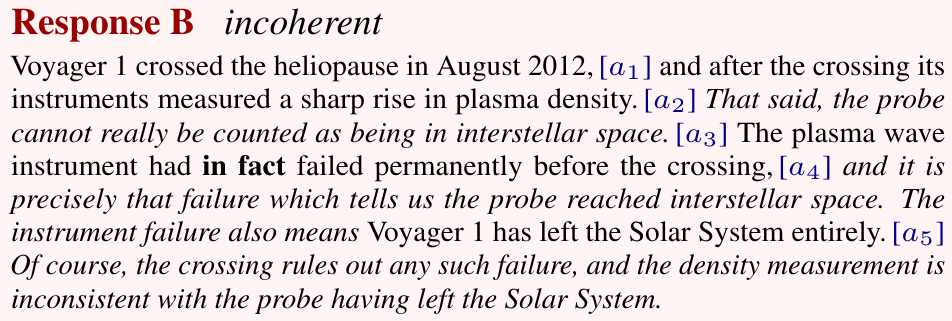 Response B incoherent
Voyager 1 crossed the heliopause in August 2012, [a1] and after the crossing its
instruments measured a sharp rise in plasma density. [a2] That said, the probe
cannot really be counted as being in interstellar space. [a3] The plasma wave
instrument had in fact failed permanently before the crossing, [a4] and it is
precisely that failure which tells us the probe reached interstellar space. The
instrument failure also means Voyager 1 has left the Solar System entirely. [a5]
Of course, the crossing rules out any such failure, and the density measurement is
inconsistent with the probe having left the Solar System.